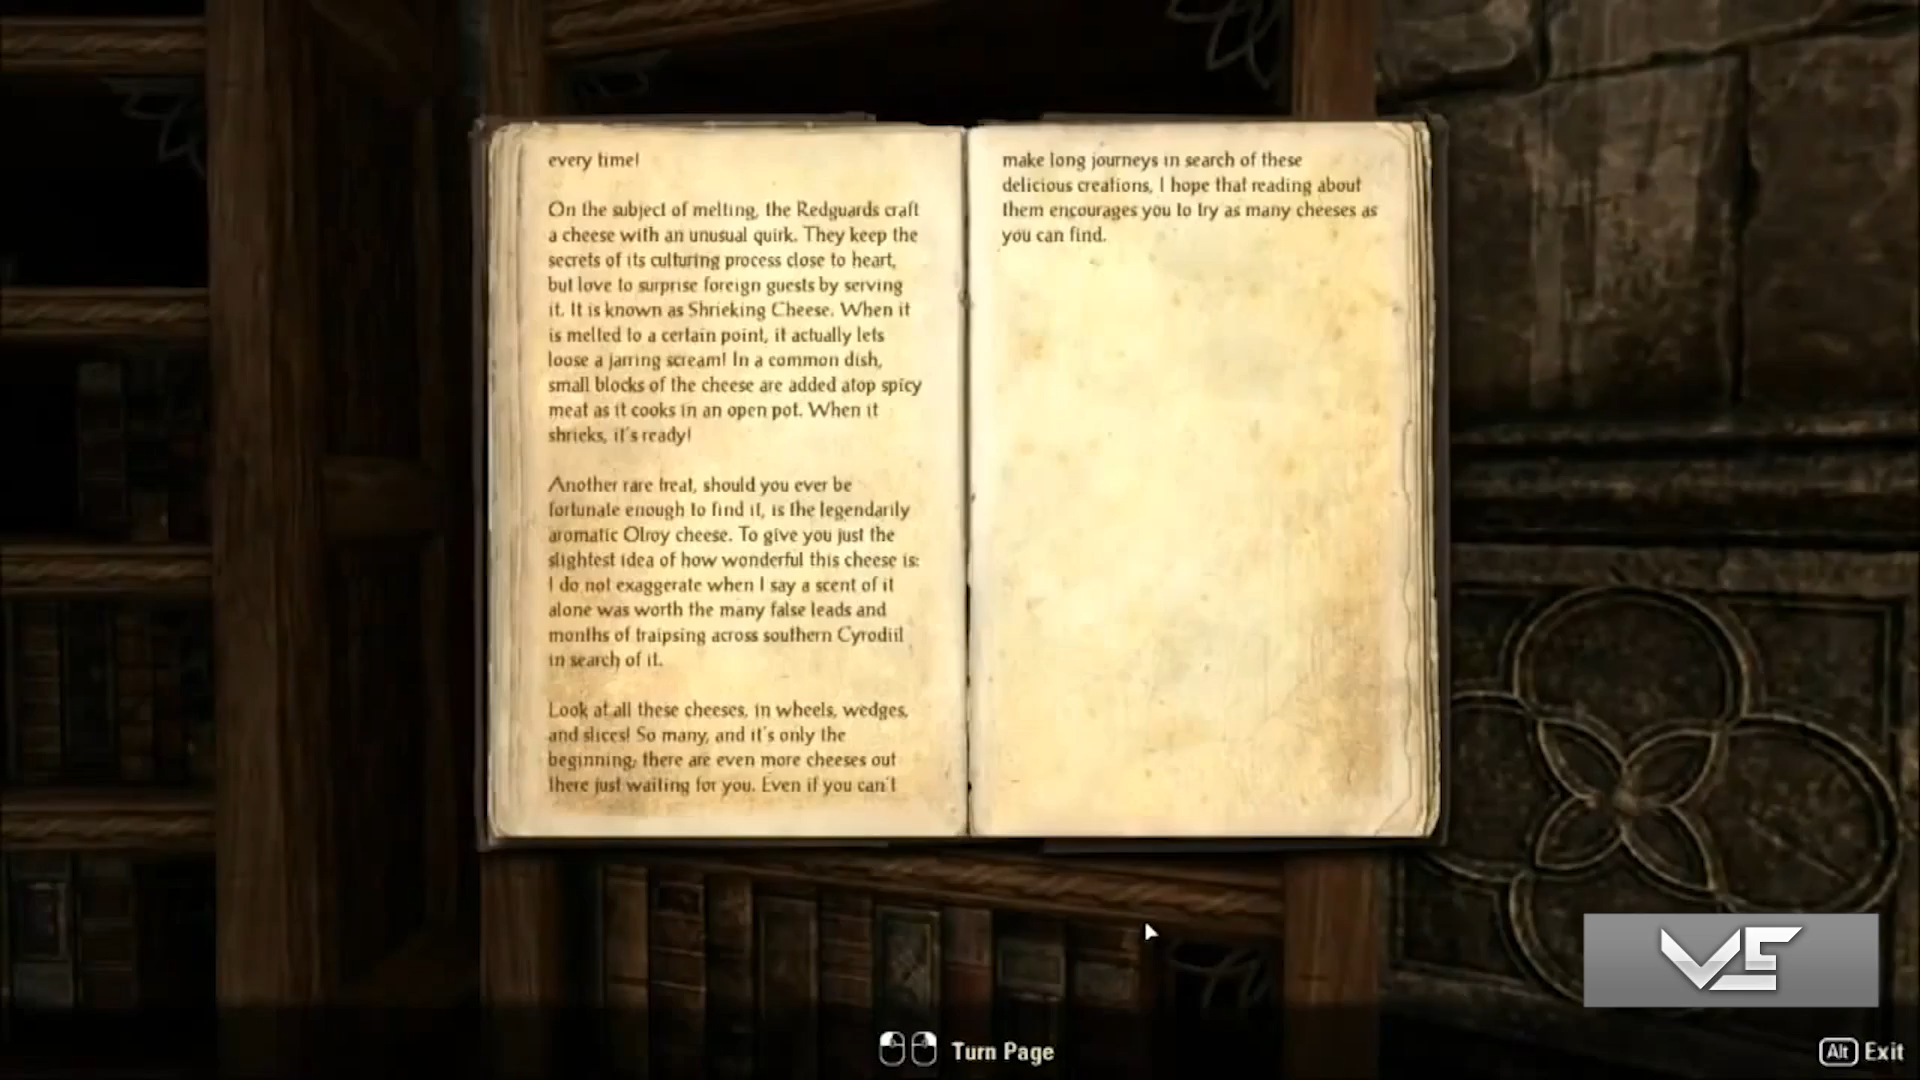 every time!
On the subject of melting, the Redguards craft
a cheese with an unusual quirk. They keep the
secrets of its culturing process close to heart,
but love to surprise foreign guests by serving
it. It is known as Shrieking Cheese. When it
is melted to a certain point, it actually lets
loose a jarring scream! In a common dish,
small blocks of the cheese are added atop spicy
meat as it cooks in an open pot. When it
shrieks, it's ready!
Another rare treat, should you ever be
fortunate enough to find it, is the legendarily
aromatic Olroy cheese. To give you just the
slightest idea of how wonderful this cheese is:
I do not exaggerate when I say a scent of it
alone was worth the many false leads and
months of traipsing across southern Cyrodiil
in search of it.
Look at all these cheeses, in wheels, wedges,
and slices! So many, and it's only the
beginning; there are even more cheeses out
there just waiting for you. Even if you can't
make long journeys in search of these
delicious creations, I hope that reading about
them encourages you to try as many cheeses as
you can find.
VS
Turn Page
Alt Exit